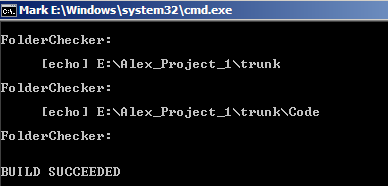 Mark E:\Windows\system32\cmd.exe
FolderChecker:
[echo] E:\Alex_Project_1\trunk
FolderChecker:
[echo] E:\Alex_Project_1\trunk\Code
FolderChecker:
BUILD SUCCEEDED